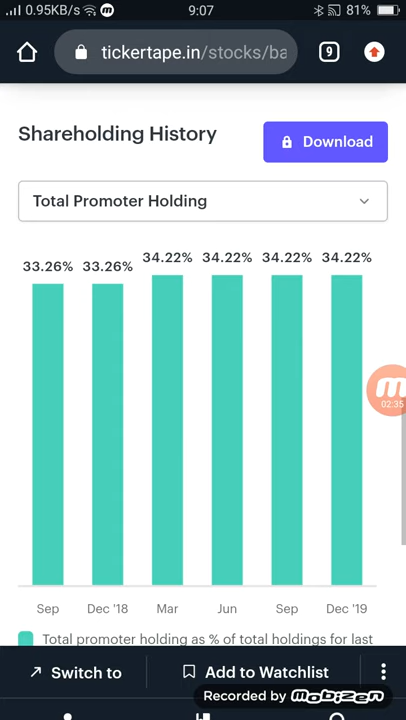 0.95KB/s 9:07 81%
tickertape.in/stocks/ba 9
Shareholding History
Download
Total Promoter Holding
33.26% 33.26% 34.22% 34.22% 34.22% 34.22%
02:35
Sep Dec '18 Mar Jun Sep Dec '19
Total promoter holding as % of total holdings for last
Switch to Add to Watchlist
Recorded by mobizen